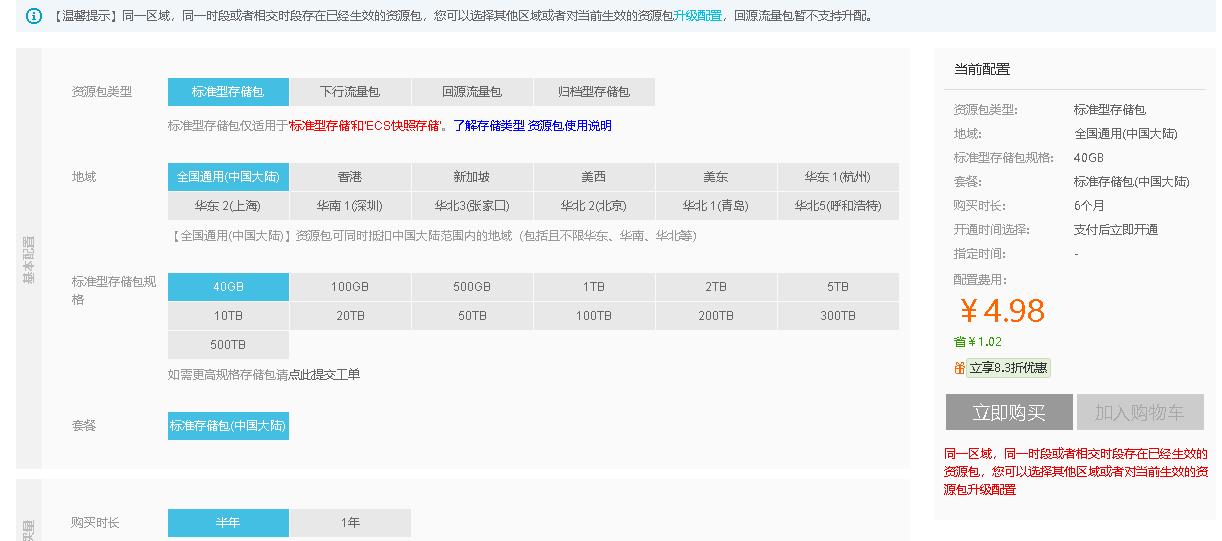 【温馨提示】同一区域，同一时段或者相交时段存在已经生效的资源包，您可以选择其他区域或者对当前生效的资源包升级配置，回源流量包暂不支持升配。
基本配置
资源包类型
标准型存储包 下行流量包 回源流量包 归档型存储包
标准型存储包仅适用于'标准型存储'和'ECS快照存储'。了解存储类型 资源包使用说明
地域
全国通用(中国大陆) 香港 新加坡 美西 美东 华东 1(杭州)
华东 2(上海) 华南 1(深圳) 华北3(张家口) 华北 2(北京) 华北 1(青岛) 华北5(呼和浩特)
【全国通用(中国大陆)】资源包可同时抵扣中国大陆范围内的地域（包括且不限华东、华南、华北等）
标准型存储包规
格
40GB 100GB 500GB 1TB 2TB 5TB
10TB 20TB 50TB 100TB 200TB 300TB
500TB
如需更高规格存储包请点此提交工单
套餐
标准存储包(中国大陆)
买量
购买时长
半年 1年
当前配置
资源包类型: 标准型存储包
地域: 全国通用(中国大陆)
标准型存储包规格: 40GB
套餐: 标准存储包(中国大陆)
购买时长: 6个月
开通时间选择: 支付后立即开通
指定时间: -
配置费用:
￥4.98
省￥1.02
立享8.3折优惠
立即购买 加入购物车
同一区域，同一时段或者相交时段存在已经生效的
资源包，您可以选择其他区域或者对当前生效的资
源包升级配置